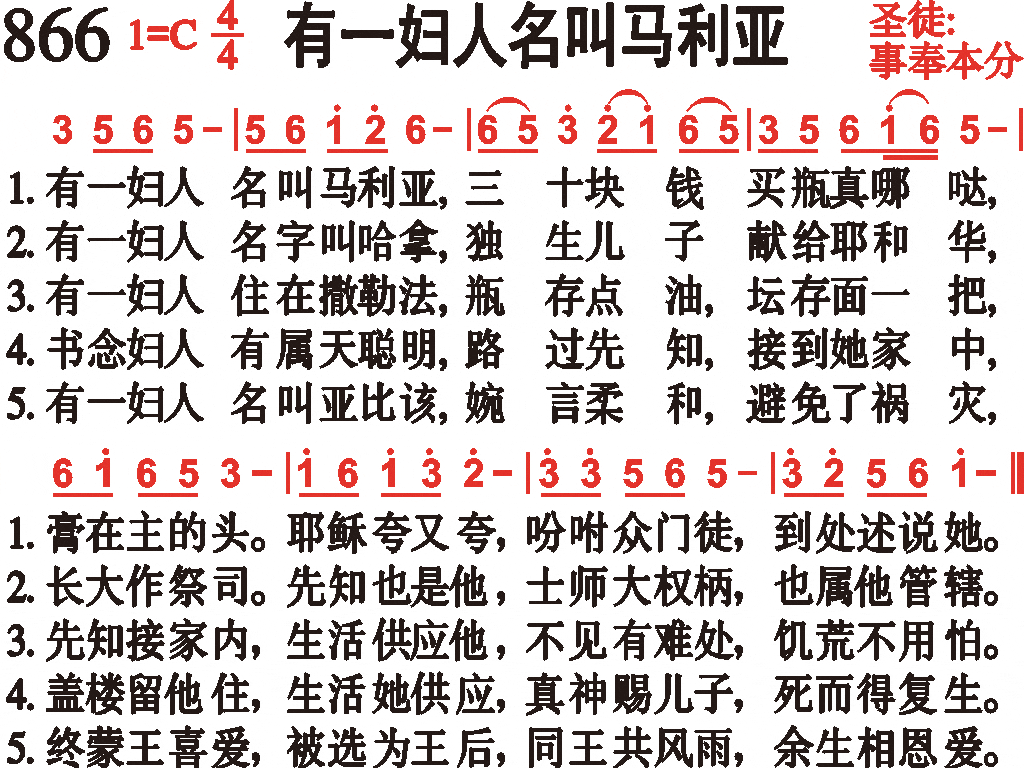 866 1=C 4/4 有一妇人名叫马利亚 圣徒:
事奉本分
3 5 6 5 – | 5 6 i 2̇ 6 – | 6 5 3̇ 2̇ i 6 5 | 3 5 6 i 6 5 – |
1. 有一妇人 名叫马利亚, 三 十块 钱 买瓶真哪 哒,
2. 有一妇人 名字叫哈拿, 独 生儿 子 献给耶和 华,
3. 有一妇人 住在撒勒法, 瓶 存点 油, 坛存面一 把,
4. 书念妇人 有属天聪明, 路 过先 知, 接到她家 中,
5. 有一妇人 名叫亚比该, 婉 言柔 和, 避免了祸 灾,
6 i 6 5 3 – | i 6 i 3̇ 2̇ – | 3̇ 3̇ 5 6 5 – | 3̇ 2̇ 5 6 i – ‖
1. 膏在主的头。耶稣夸又夸, 吩咐众门徒, 到处述说她。
2. 长大作祭司。先知也是他, 士师大权柄, 也属他管辖。
3. 先知接家内, 生活供应他, 不见有难处, 饥荒不用怕。
4. 盖楼留他住, 生活她供应, 真神赐儿子, 死而得复生。
5. 终蒙王喜爱, 被选为王后, 同王共风雨, 余生相恩爱。